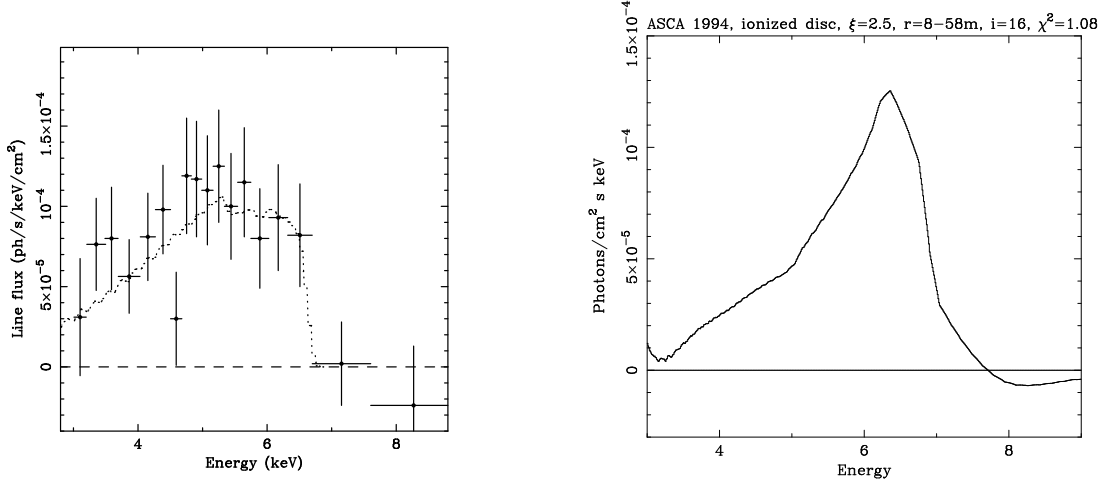 Line flux (ph/s/keV/cm²)
1.5×10⁻⁴
10⁻⁴
5×10⁻⁵
0
4 6 8
Energy (keV)
ASCA 1994, ionized disc, ξ=2.5, r=8−58m, i=16, χ²=1.08
Photons/cm² s keV
1.5×10⁻⁴
10⁻⁴
5×10⁻⁵
0
4 6 8
Energy